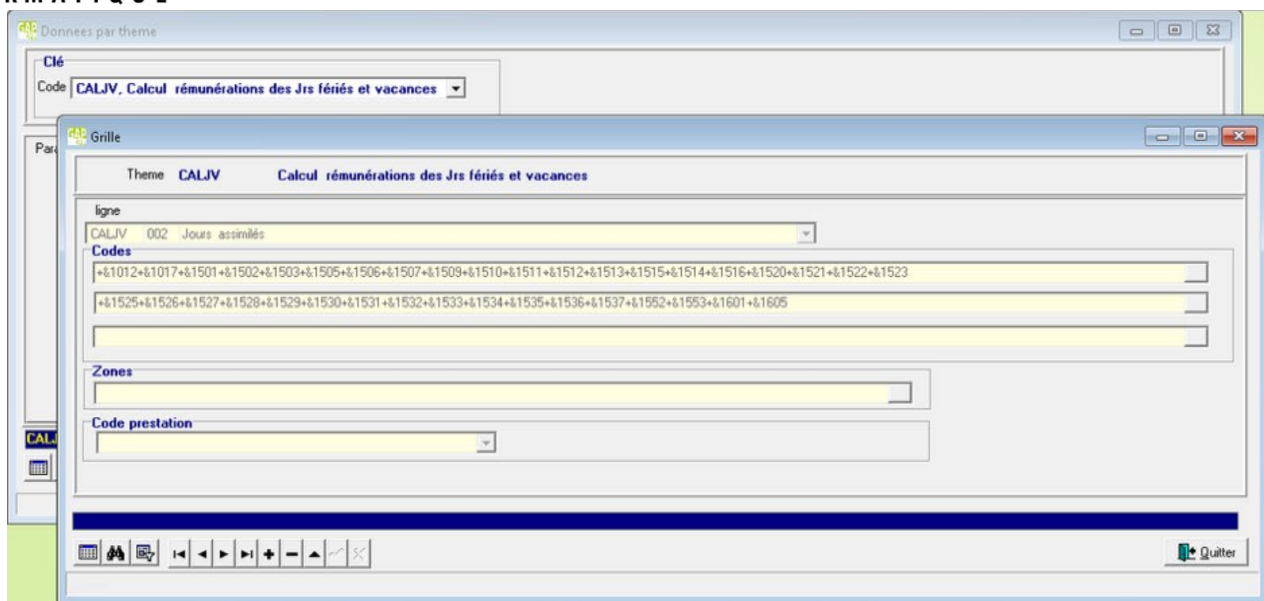 Donnees par theme
Clé
Code CALJV, Calcul rémunérations des Jrs fériés et vacances
Grille
Theme CALJV Calcul rémunérations des Jrs fériés et vacances
ligne
CALJV 002 Jours assimilés
Codes
+&1012+&1017+&1501+&1502+&1503+&1505+&1506+&1507+&1509+&1510+&1511+&1512+&1513+&1515+&1514+&1516+&1520+&1521+&1522+&1523
+&1525+&1526+&1527+&1528+&1529+&1530+&1531+&1532+&1533+&1534+&1535+&1536+&1537+&1552+&1553+&1601+&1605
Zones
Code prestation
Quitter